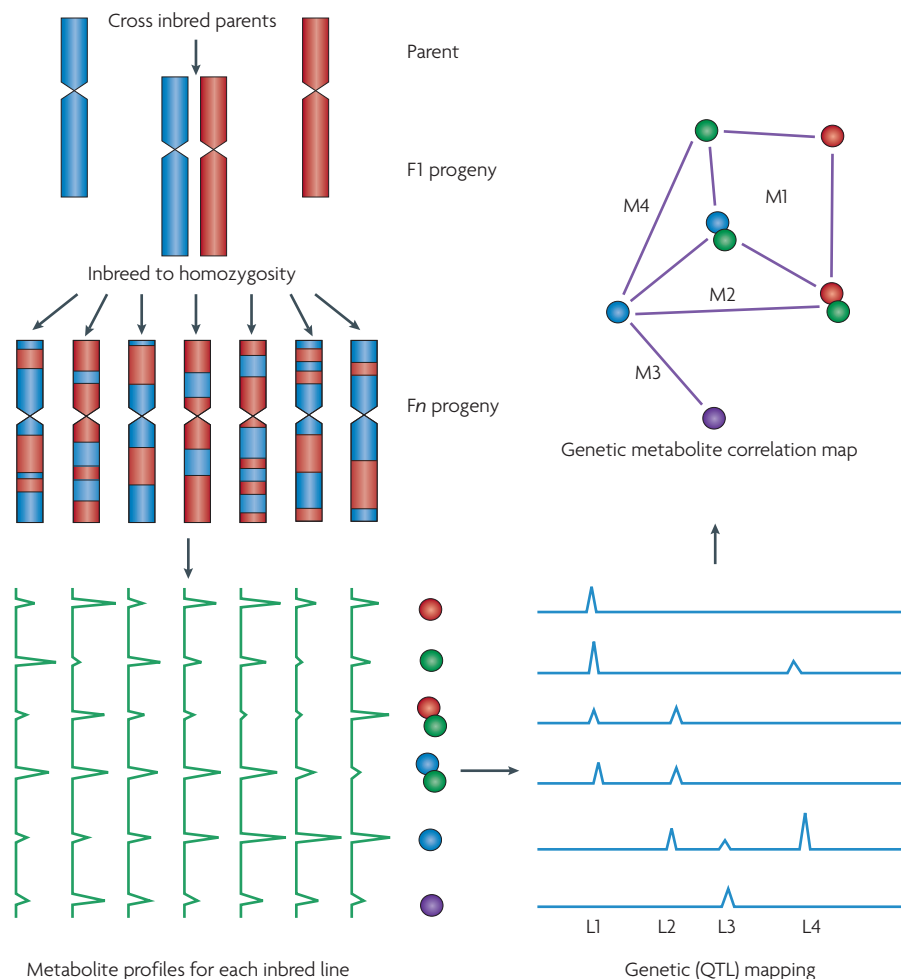 Cross inbred parents
Parent
F1 progeny
Inbreed to homozygosity
Fn progeny
M4
M1
M2
M3
Genetic metabolite correlation map
L1
L2
L3
L4
Metabolite profiles for each inbred line
Genetic (QTL) mapping